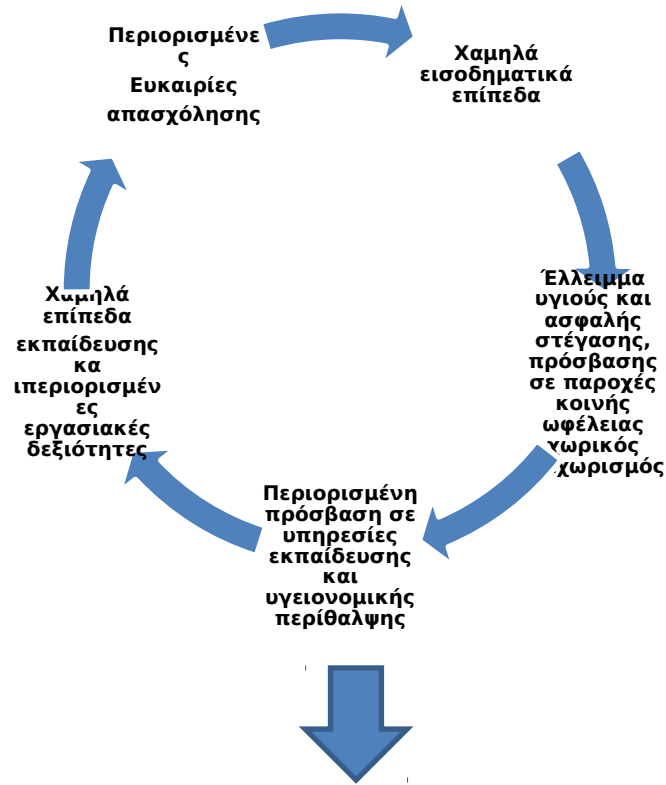 Περιορισμένε
ς
Ευκαιρίες
απασχόλησης
Χαμηλά
εισοδηματικά
επίπεδα
Έλλειμμα
υγιούς και
ασφαλής
στέγασης,
πρόσβασης
σε παροχές
κοινής
ωφέλειας
χωρικός
χωρισμός
Περιορισμένη
πρόσβαση σε
υπηρεσίες
εκπαίδευσης
και
υγειονομικής
περίθαλψης
Χαμηλά
επίπεδα
εκπαίδευσης
κα
ιπεριορισμέν
ες
εργασιακές
δεξιότητες